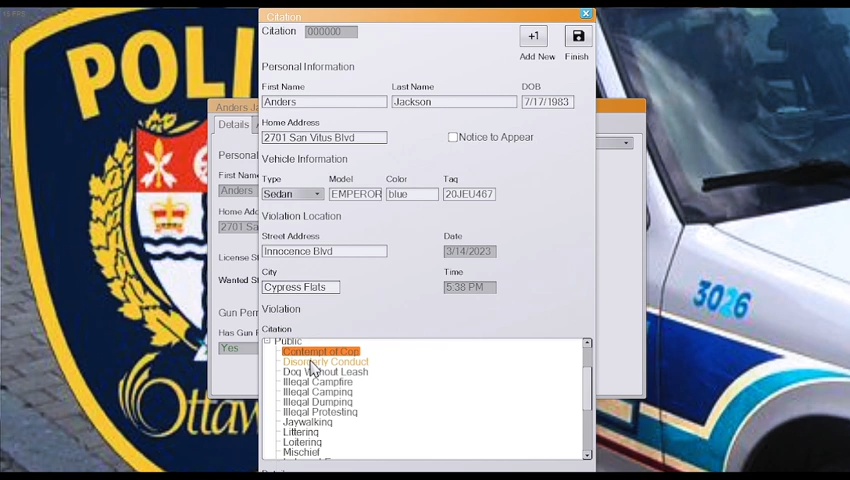 POLI
Citation
Citation 000000
+1
Add New Finish
Personal Information
First Name Last Name DOB
Anders Jackson 7/17/1983
Home Address
2701 San Vitus Blvd
Notice to Appear
Vehicle Information
Type Model Color Tag
Sedan EMPEROR blue 20JEU467
Violation Location
Street Address Date
Innocence Blvd 3/14/2023
City Time
Cypress Flats 5:38 PM
Violation
Citation
Public
Contempt of Cop
Disorderly Conduct
Dog Without Leash
Illegal Campfire
Illegal Camping
Illegal Dumping
Illegal Protesting
Jaywalking
Littering
Loitering
Mischief
Anders Ja
Details
Personal
First Na
Anders
Home Add
2701 San V
License St
Wanted St
Gun Perm
Has Gun P
Yes
Ottaw
3026